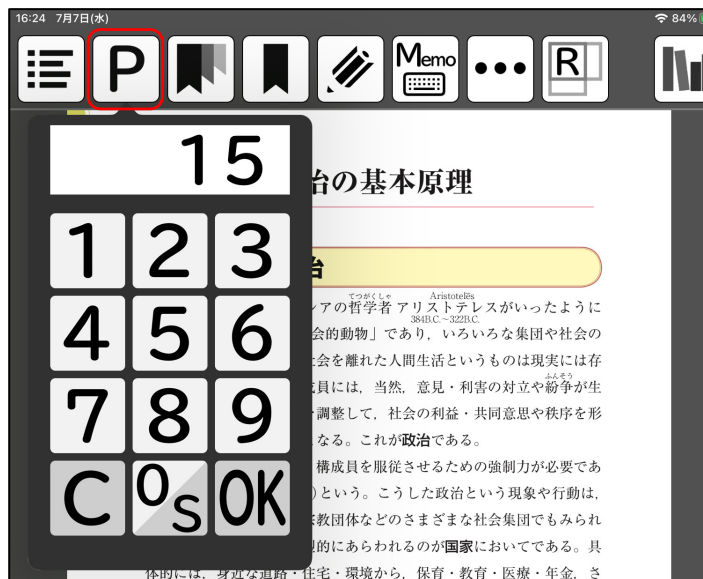 16:24 7月7日(水) 84%
P Memo R
15
1 2 3
4 5 6
7 8 9
C 0S OK
治の基本原理
治
アの哲学者 アリストテレスがいったように
てつがくしゃ Aristotelēs
384B.C.〜322B.C.
会的動物」であり，いろいろな集団や社会の
会を離れた人間生活というものは現実には存
員には，当然，意見・利害の対立や紛争が生
ふんそう
調整して，社会の利益・共同意思や秩序を形
なる。これが政治である。
構成員を服従させるための強制力が必要であ
)という。こうした政治という現象や行動は，
教団体などのさまざまな社会集団でもみられ
的にあらわれるのが国家においてである。具
体的には，身近な道路・住宅・環境から，保育・教育・医療・年金，さ